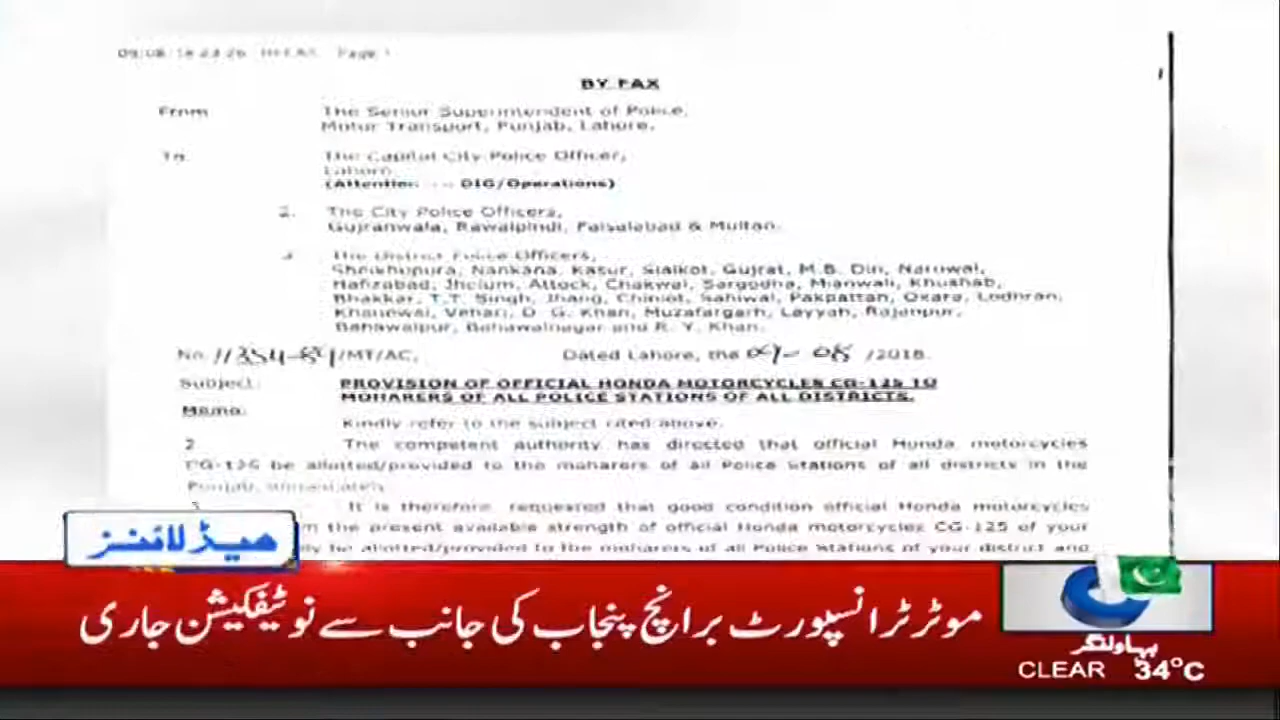 Page 1
BY FAX
From The Senior Superintendent of Police,
Motor Transport, Punjab, Lahore.
To The Capital City Police Officer,
Lahore
(Attention DIG/Operations)
2. The City Police Officers,
Gujranwala, Rawalpindi, Faisalabad & Multan.
3 The District Police Officers,
Sheikhupura, Nankana, Kasur, Sialkot, Gujrat, M.B. Din, Narowal,
Hafizabad, Jhelum, Attock, Chakwal, Sargodha, Mianwali, Khushab,
Bhakkar, T.T. Singh, Jhang, Chiniot, Sahiwal, Pakpattan, Okara, Lodhran,
Khanewal, Vehari, D. G. Khan, Muzafargarh, Layyah, Rajanpur,
Bahawalpur, Bahawalnagar and R. Y. Khan.
No. /MT/AC, Dated Lahore, the 08 /2018.
Subject: PROVISION OF OFFICIAL HONDA MOTORCYCLES CG-125 TO
MOHARERS OF ALL POLICE STATIONS OF ALL DISTRICTS.
Memo:
Kindly refer to the subject cited above.
2 The competent authority has directed that official Honda motorcycles
CG-125 be allotted/provided to the moharers of all Police Stations of all districts in the
Punjab, immediately
It is therefore, requested that good condition official Honda motorcycles
the present available strength of official Honda motorcycles CG-125 of your
be allotted/provided to the moharers of all Police Stations of your district and
ہیڈلائنز
موٹر ٹرانسپورٹ برانچ پنجاب کی جانب سے نوٹیفکیشن جاری
بہاولنگر
CLEAR 34°C